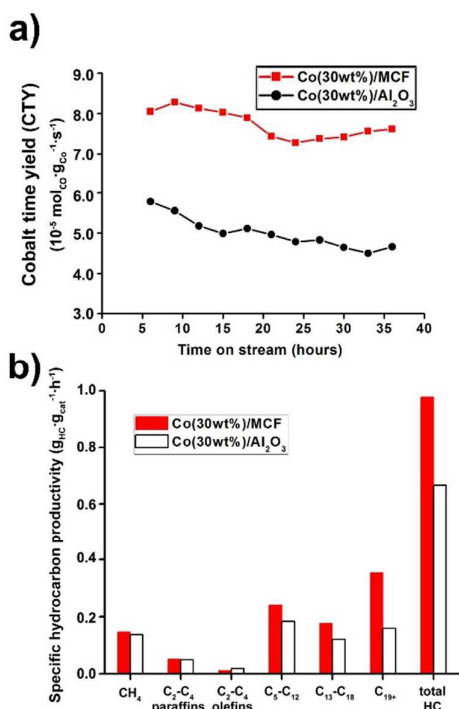 a)
Cobalt time yield (CTY)
(10⁻⁵ mol_CO·g_Co⁻¹·s⁻¹)
9.0
8.0
7.0
6.0
5.0
4.0
3.0
Co(30wt%)/MCF
Co(30wt%)/Al₂O₃
0 5 10 15 20 25 30 35 40
Time on stream (hours)
b)
Specific hydrocarbon productivity (g_HC·g_cat⁻¹·h⁻¹)
1.0
0.8
0.6
0.4
0.2
0.0
Co(30wt%)/MCF
Co(30wt%)/Al₂O₃
CH₄ C₂-C₄ C₂-C₄ C₅-C₁₂ C₁₃-C₁₈ C₁₉₊ total
paraffins olefins HC